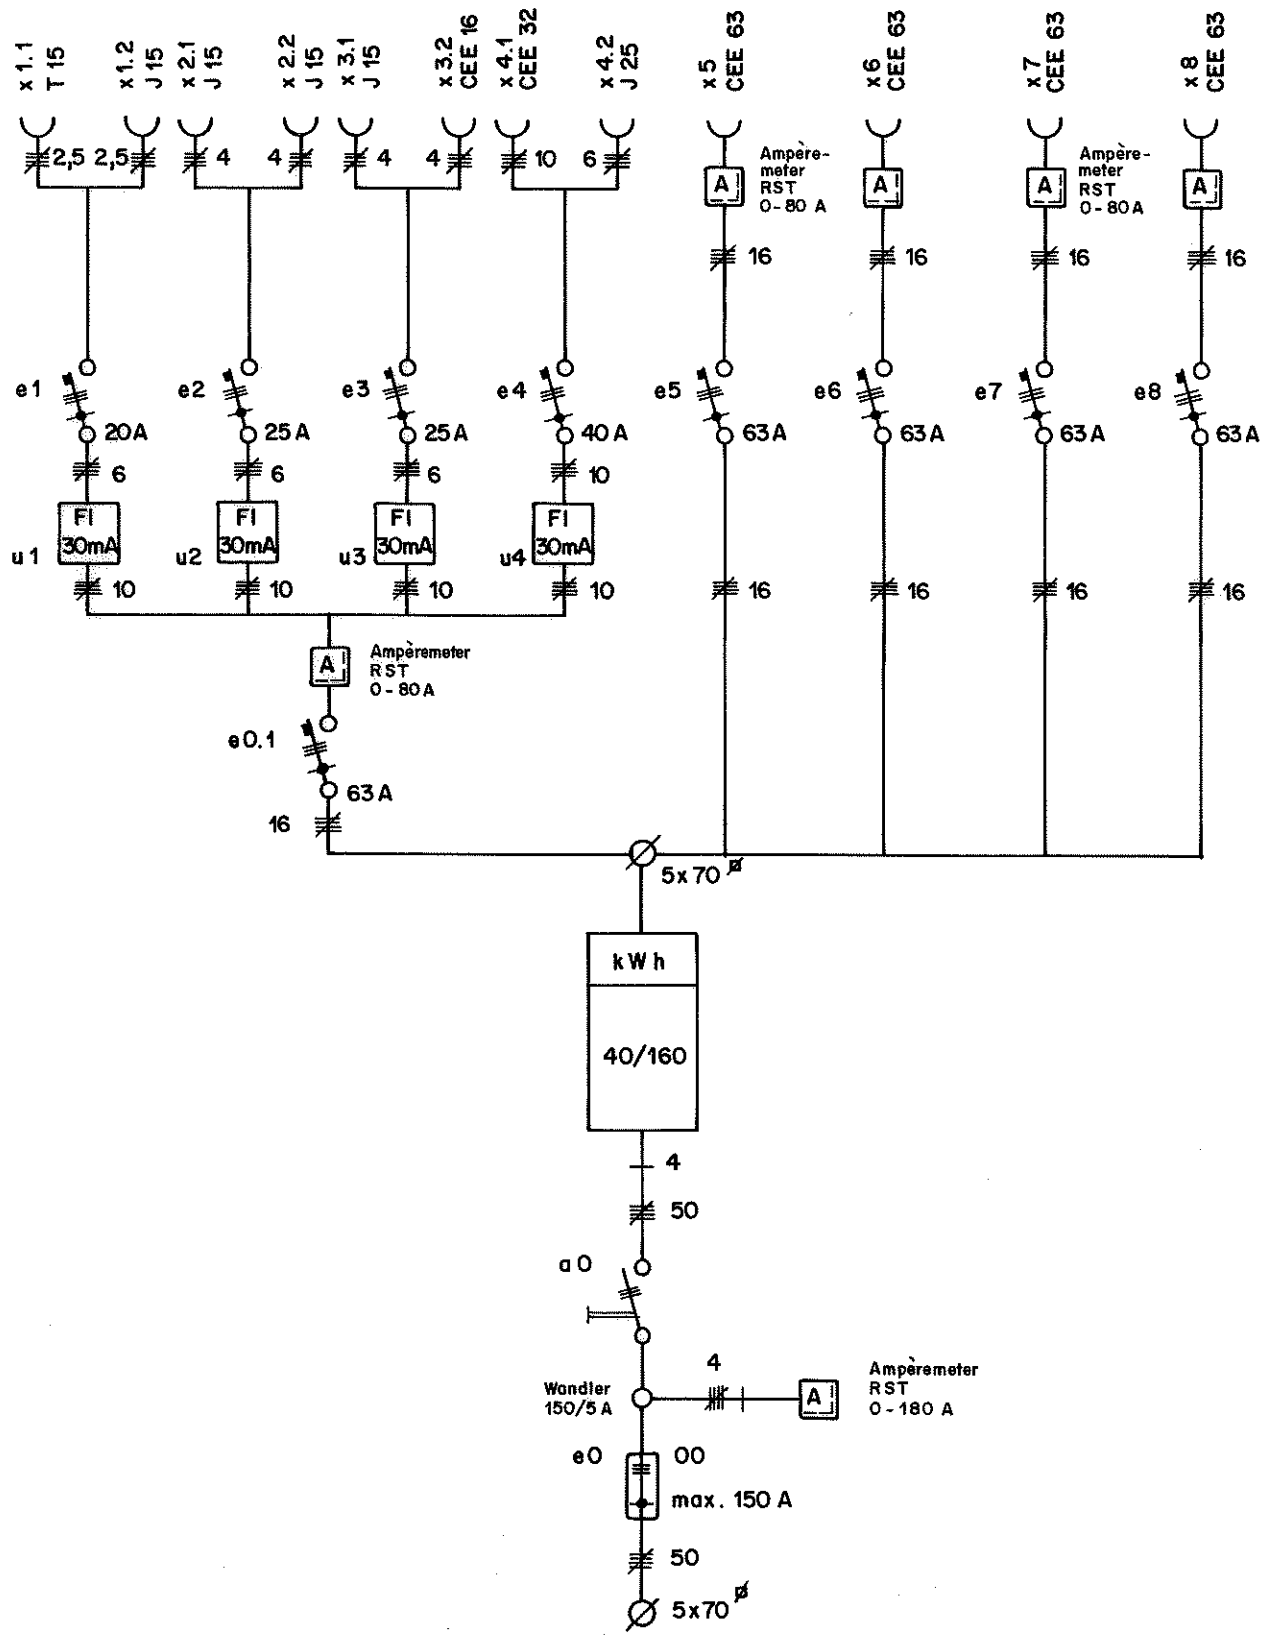 x 1.1
T 15
x 1.2
J 15
x 2.1
J 15
x 2.2
J 15
x 3.1
J 15
x 3.2
CEE 16
x 4.1
CEE 32
x 4.2
J 25
x 5
CEE 63
x 6
CEE 63
x 7
CEE 63
x 8
CEE 63
2,5 2,5
4 4
4 4
10 6
A
Ampère-
meter
RST
0-80 A
A
A
Ampère-
meter
RST
0-80 A
A
16 16 16 16
e1 e2 e3 e4 e5 e6 e7 e8
20A 25A 25A 40A 63A 63A 63A 63A
6 6 6 10
FI
30mA
FI
30mA
FI
30mA
FI
30mA
u1 u2 u3 u4
10 10 10 10 16 16 16 16
A
Ampèremeter
RST
0-80 A
e0.1
63 A
16
5x70
kWh
40/160
4
50
a0
4
Wandler
150/5 A
A
Ampèremeter
RST
0-180 A
e0 00
max. 150 A
50
5x70